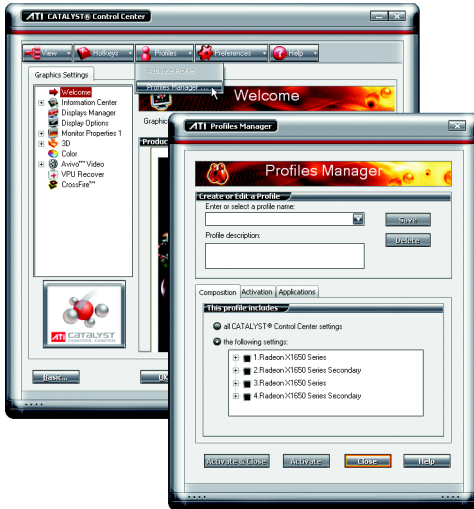 ATI CATALYST® Control Center
View Hotkeys Profiles Preferences Help
Activate Profile
Profiles Manager ...
Graphics Settings
Welcome
Information Center
Displays Manager
Display Options
Monitor Properties 1
3D
Color
Avivo™ Video
VPU Recover
CrossFire™
Welcome
Graphic
Product
ATI CATALYST
CONTROL CENTER
Basic...
OK
ATI Profiles Manager
Profiles Manager
Create or Edit a Profile
Enter or select a profile name:
Save
Profile description:
Delete
Composition Activation Applications
This profile includes
all CATALYST® Control Center settings
the following settings:
1.Radeon X1650 Series
2.Radeon X1650 Series Secondary
3.Radeon X1650 Series
4.Radeon X1650 Series Secondary
Activate & Close Activate Close Help